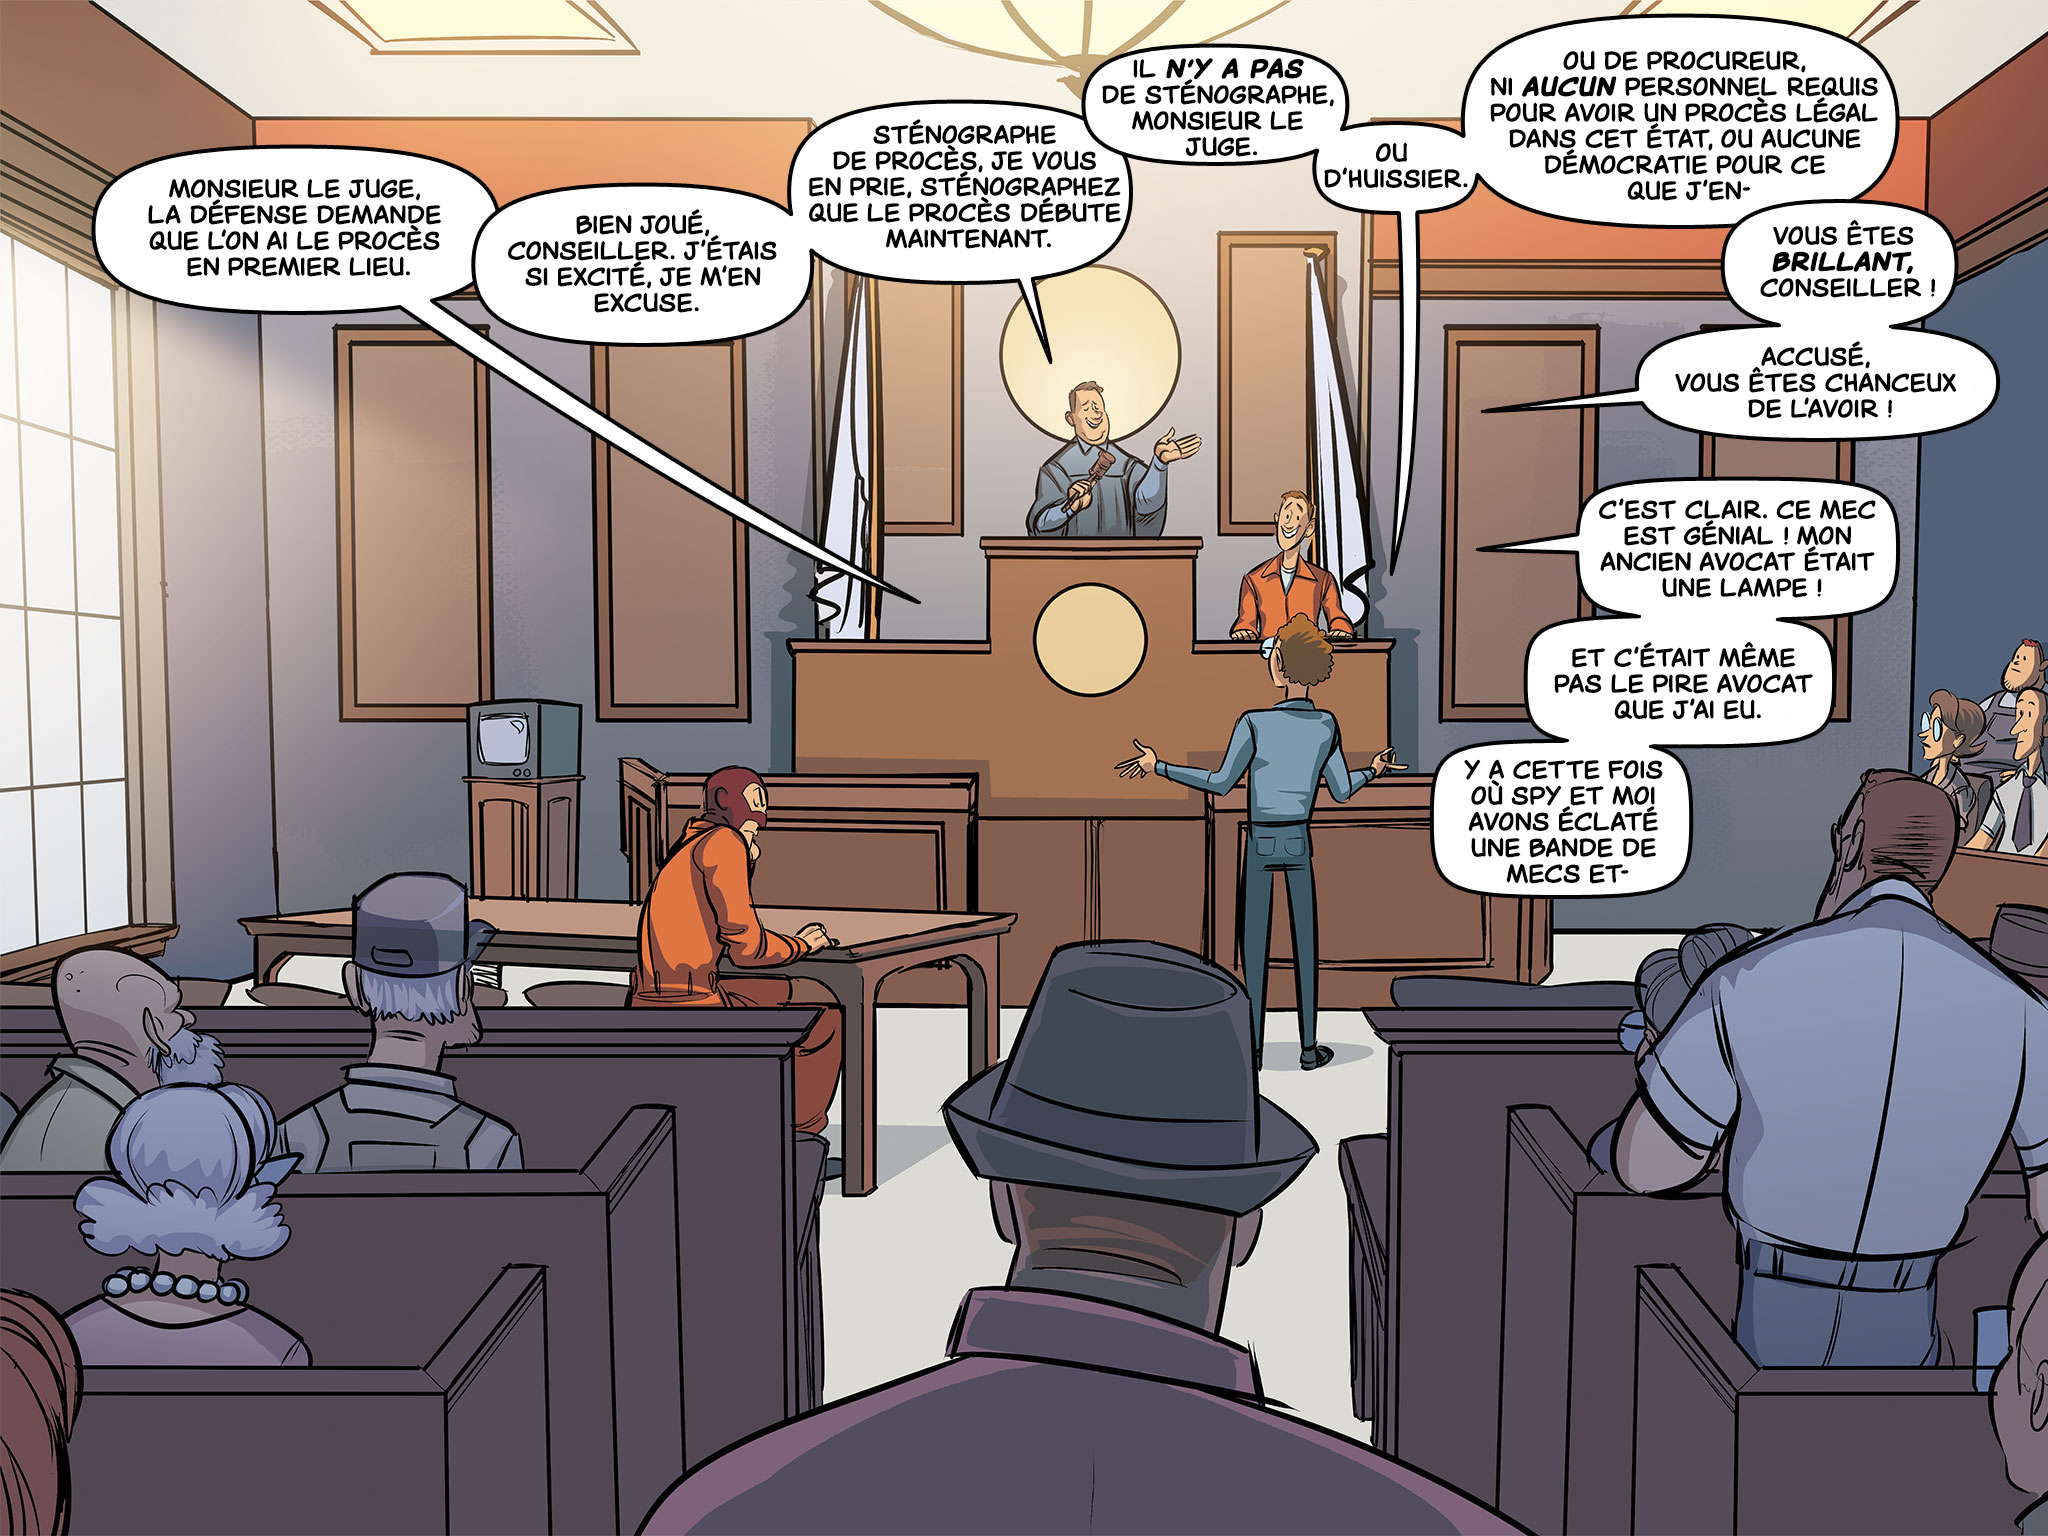 MONSIEUR LE JUGE,
LA DÉFENSE DEMANDE
QUE L'ON AI LE PROCÈS
EN PREMIER LIEU.
BIEN JOUÉ,
CONSEILLER. J'ÉTAIS
SI EXCITÉ, JE M'EN
EXCUSE.
STÉNOGRAPHE
DE PROCÈS, JE VOUS
EN PRIE, STÉNOGRAPHEZ
QUE LE PROCÈS DÉBUTE
MAINTENANT.
IL N'Y A PAS
DE STÉNOGRAPHE,
MONSIEUR LE
JUGE.
OU
D'HUISSIER.
OU DE PROCUREUR,
NI AUCUN PERSONNEL REQUIS
POUR AVOIR UN PROCÈS LÉGAL
DANS CET ÉTAT, OU AUCUNE
DÉMOCRATIE POUR CE
QUE J'EN-
VOUS ÊTES
BRILLANT,
CONSEILLER !
ACCUSÉ,
VOUS ÊTES CHANCEUX
DE L'AVOIR !
C'EST CLAIR. CE MEC
EST GÉNIAL ! MON
ANCIEN AVOCAT ÉTAIT
UNE LAMPE !
ET C'ÉTAIT MÊME
PAS LE PIRE AVOCAT
QUE J'AI EU.
Y A CETTE FOIS
OÙ SPY ET MOI
AVONS ÉCLATÉ
UNE BANDE DE
MECS ET-